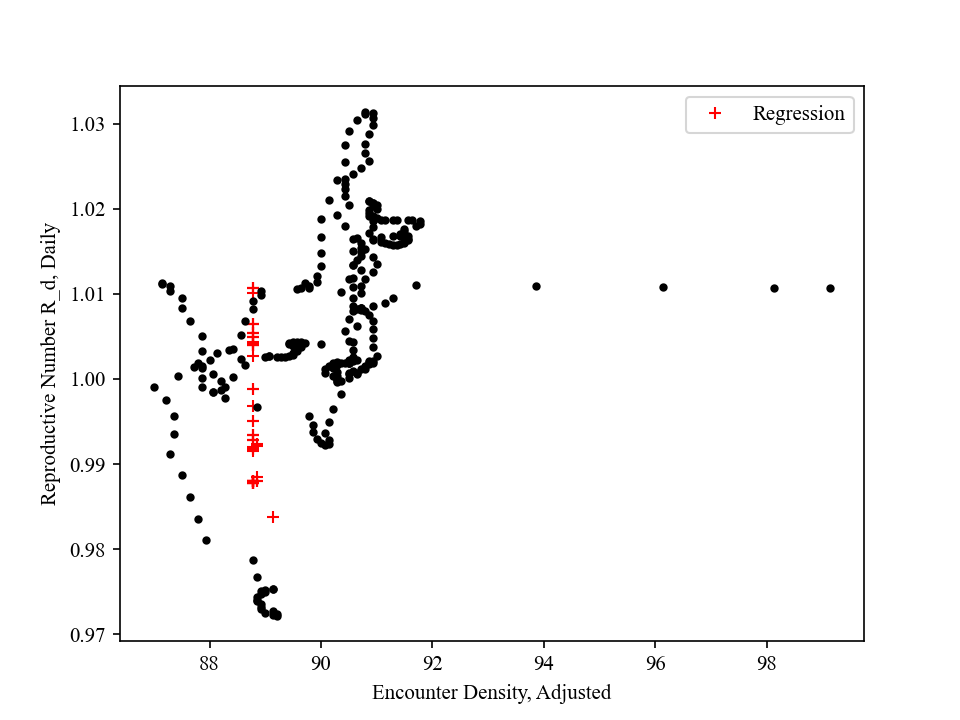 Regression
1.03
1.02
1.01
1.00
0.99
0.98
0.97
Reproductive Number R_d, Daily
88 90 92 94 96 98
Encounter Density, Adjusted